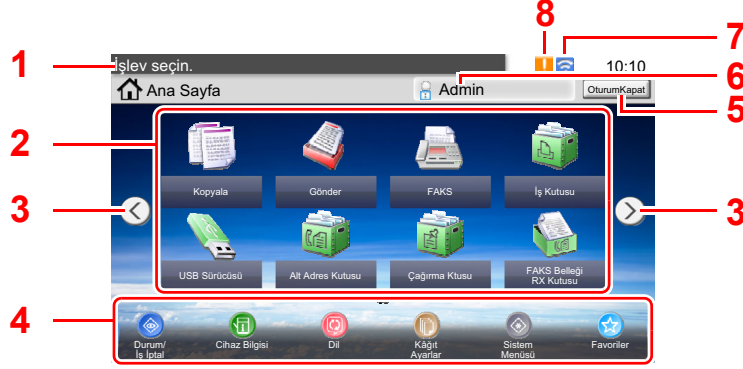 8
7
1
İşlev seçin.
10:10
6
Ana Sayfa
Admin
OturumKapat
5
2
Kopyala
Gönder
FAKS
İş Kutusu
3
3
USB Sürücüsü
Alt Adres Kutusu
Çağırma Ktusu
FAKS Belleği
RX Kutusu
4
Durum/
İş İptal
Cihaz Bilgisi
Dil
Kâğıt
Ayarlar
Sistem
Menüsü
Favoriler